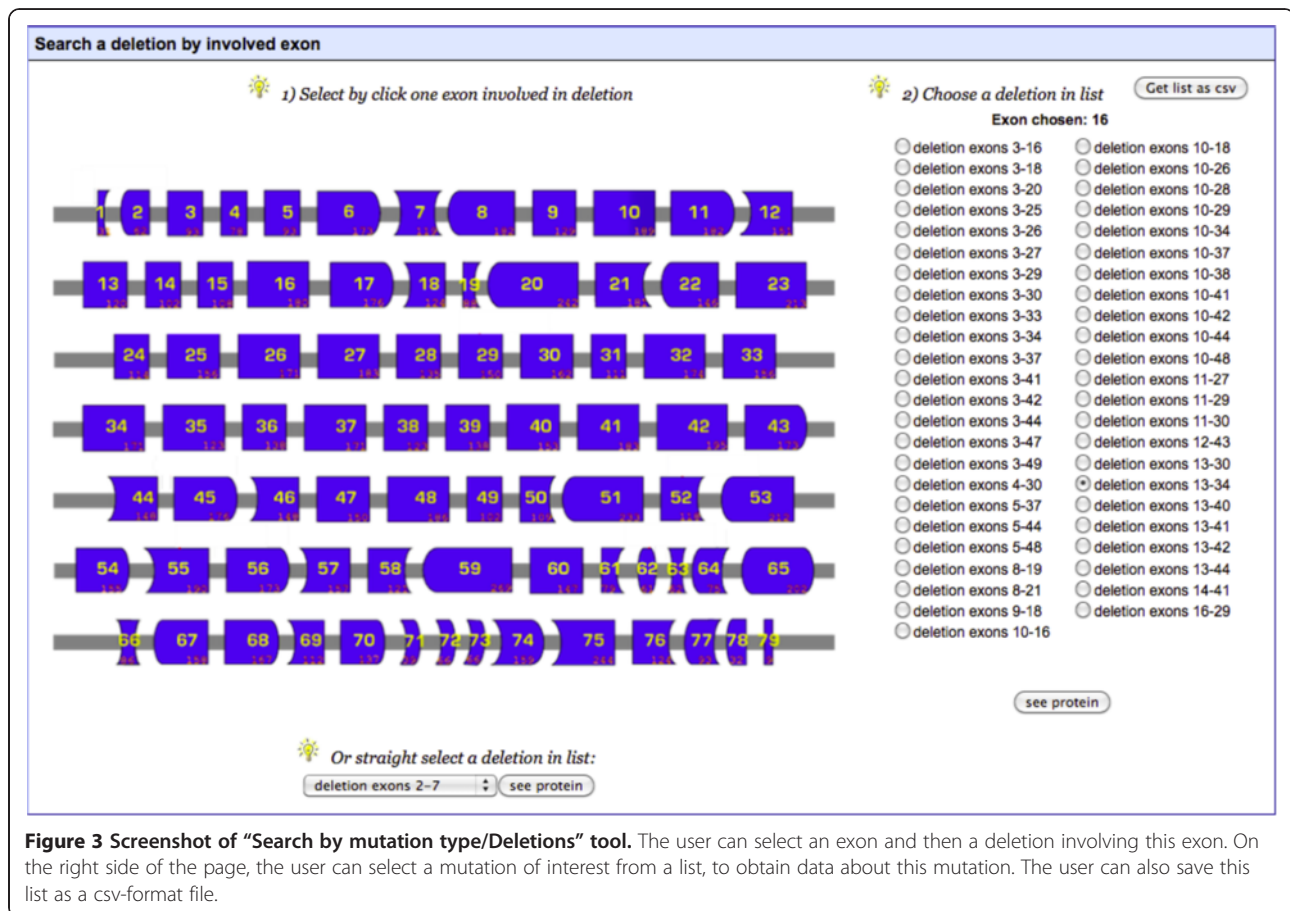 Search a deletion by involved exon
1) Select by click one exon involved in deletion
2) Choose a deletion in list
Get list as csv
Exon chosen: 16
1 2 3 4 5 6 7 8 9 10 11 12
13 14 15 16 17 18 19 20 21 22 23
24 25 26 27 28 29 30 31 32 33
34 35 36 37 38 39 40 41 42 43
44 45 46 47 48 49 50 51 52 53
54 55 56 57 58 59 60 61 62 63 64 65
66 67 68 69 70 71 72 73 74 75 76 77 78 79
deletion exons 3-16
deletion exons 3-18
deletion exons 3-20
deletion exons 3-25
deletion exons 3-26
deletion exons 3-27
deletion exons 3-29
deletion exons 3-30
deletion exons 3-33
deletion exons 3-34
deletion exons 3-37
deletion exons 3-41
deletion exons 3-42
deletion exons 3-44
deletion exons 3-47
deletion exons 3-49
deletion exons 4-30
deletion exons 5-37
deletion exons 5-44
deletion exons 5-48
deletion exons 8-19
deletion exons 8-21
deletion exons 9-18
deletion exons 10-16
deletion exons 10-18
deletion exons 10-26
deletion exons 10-28
deletion exons 10-29
deletion exons 10-34
deletion exons 10-37
deletion exons 10-38
deletion exons 10-41
deletion exons 10-42
deletion exons 10-44
deletion exons 10-48
deletion exons 11-27
deletion exons 11-29
deletion exons 11-30
deletion exons 12-43
deletion exons 13-30
deletion exons 13-34
deletion exons 13-40
deletion exons 13-41
deletion exons 13-42
deletion exons 13-44
deletion exons 14-41
deletion exons 16-29
see protein
Or straight select a deletion in list:
deletion exons 2-7
see protein
Figure 3 Screenshot of “Search by mutation type/Deletions” tool. The user can select an exon and then a deletion involving this exon. On
the right side of the page, the user can select a mutation of interest from a list, to obtain data about this mutation. The user can also save this
list as a csv-format file.